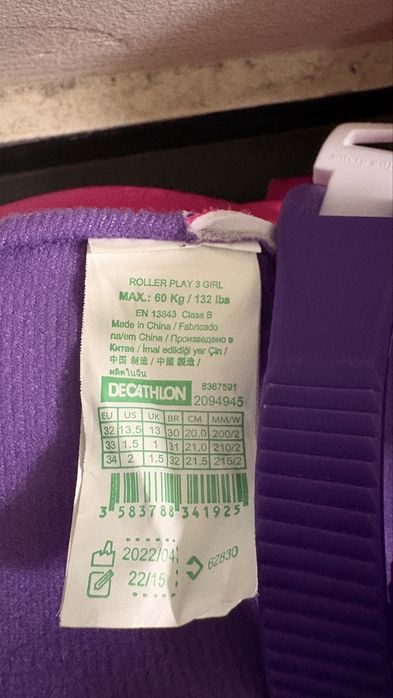 ROLLER PLAY 3 GIRL
MAX.: 60 Kg / 132 lbs
EN 13843 Class B
Made in China / Fabricado
na/em China / Произведено в
Китае / İmal edildiği yer Çin /
中国 制造 / 中國 製造 /
ผลิตในจีน
DECATHLON 8367591
2094945
EU US UK BR CM MM/W
32 13.5 13 30 20.0 200/2
33 1.5 1 31 21.0 210/2
34 2 1.5 32 21.5 215/2
3 583788 341925
2022/04
22/15
62830